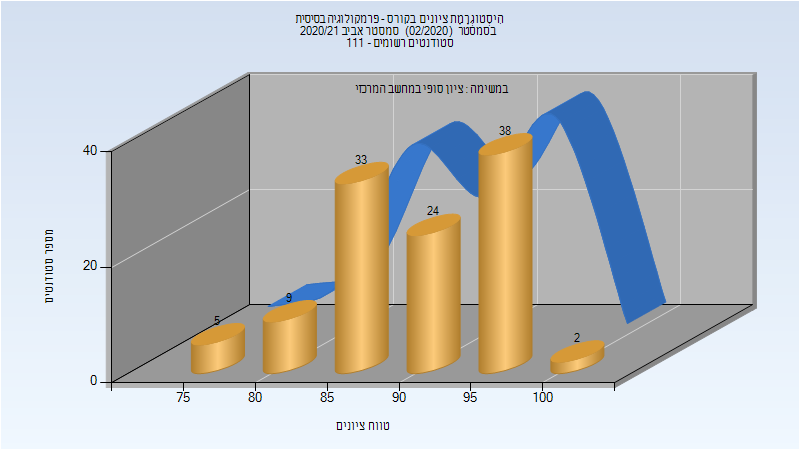 היסטוגרמת ציונים בקורס - פרמקולוגיה בסיסית
בסמסטר (02/2020) סמסטר אביב 2020/21
סטודנטים רשומים - 111
במשימה : ציון סופי במחשב המרכזי
מספר סטודנטים
40
20
0
5
9
33
24
38
2
75
80
85
90
95
100
טווח ציונים